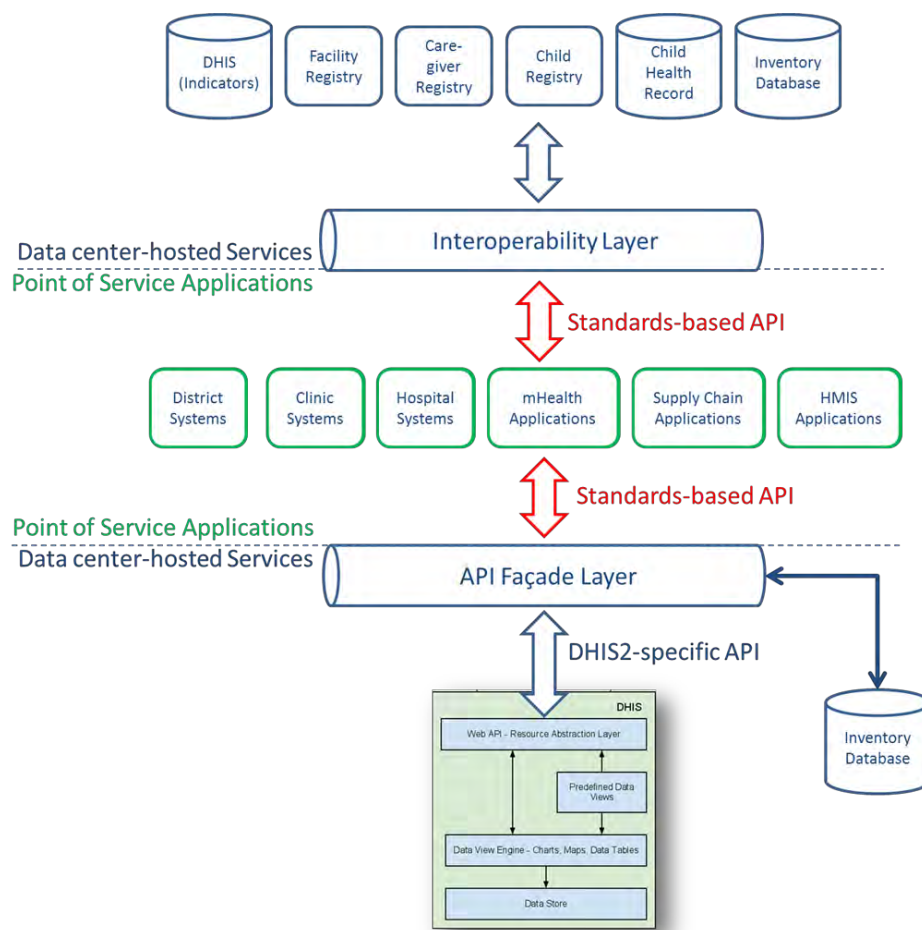 DHIS
(Indicators)
Facility
Registry
Care-
giver
Registry
Child
Registry
Child
Health
Record
Inventory
Database
Interoperability Layer
Data center-hosted Services
Point of Service Applications
Standards-based API
District
Systems
Clinic
Systems
Hospital
Systems
mHealth
Applications
Supply Chain
Applications
HMIS
Applications
Standards-based API
Point of Service Applications
Data center-hosted Services
API Façade Layer
DHIS2-specific API
DHIS
Web API - Resource Abstraction Layer
Predefined Data
Views
Data View Engine - Charts, Maps, Data Tables
Data Store
Inventory
Database